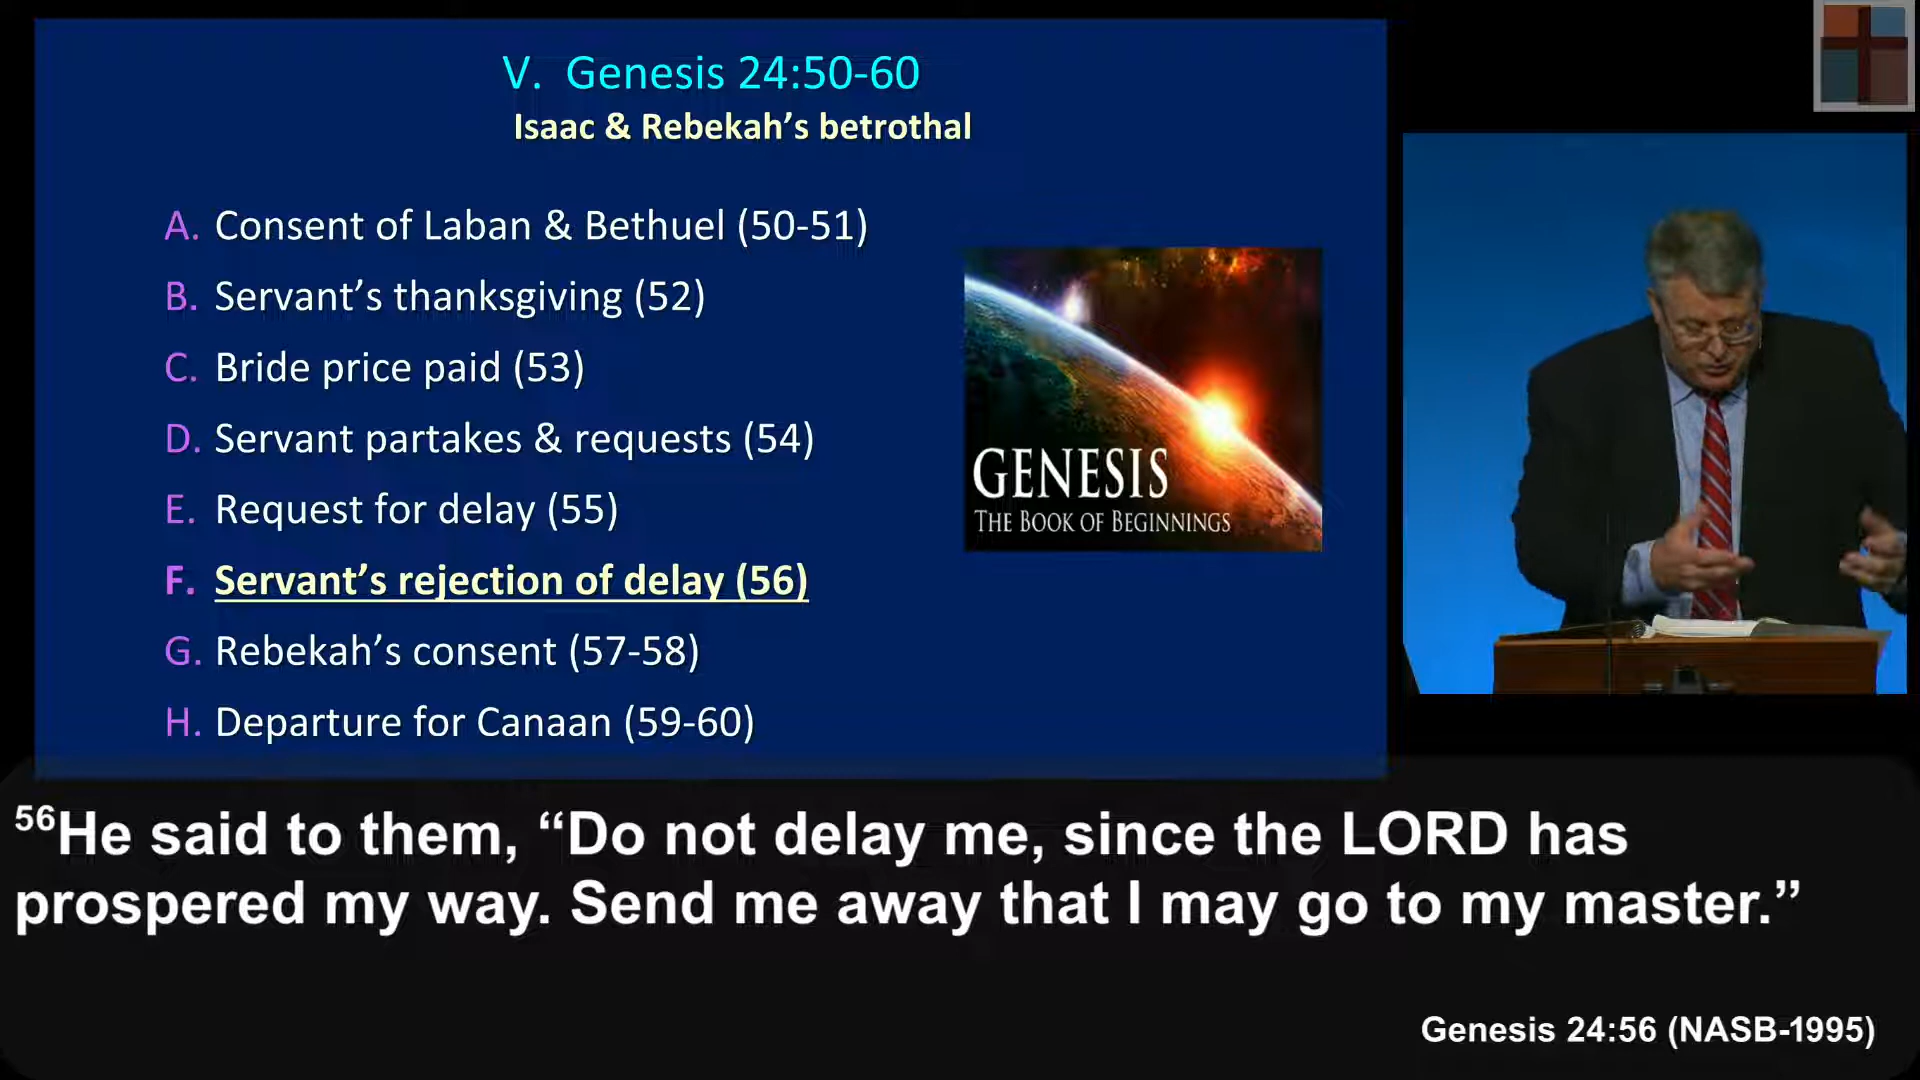 V. Genesis 24:50-60
Isaac & Rebekah’s betrothal
A. Consent of Laban & Bethuel (50-51)
B. Servant’s thanksgiving (52)
C. Bride price paid (53)
D. Servant partakes & requests (54)
E. Request for delay (55)
F. Servant’s rejection of delay (56)
G. Rebekah’s consent (57-58)
H. Departure for Canaan (59-60)
GENESIS
THE BOOK OF BEGINNINGS
56He said to them, “Do not delay me, since the LORD has
prospered my way. Send me away that I may go to my master.”
Genesis 24:56 (NASB-1995)